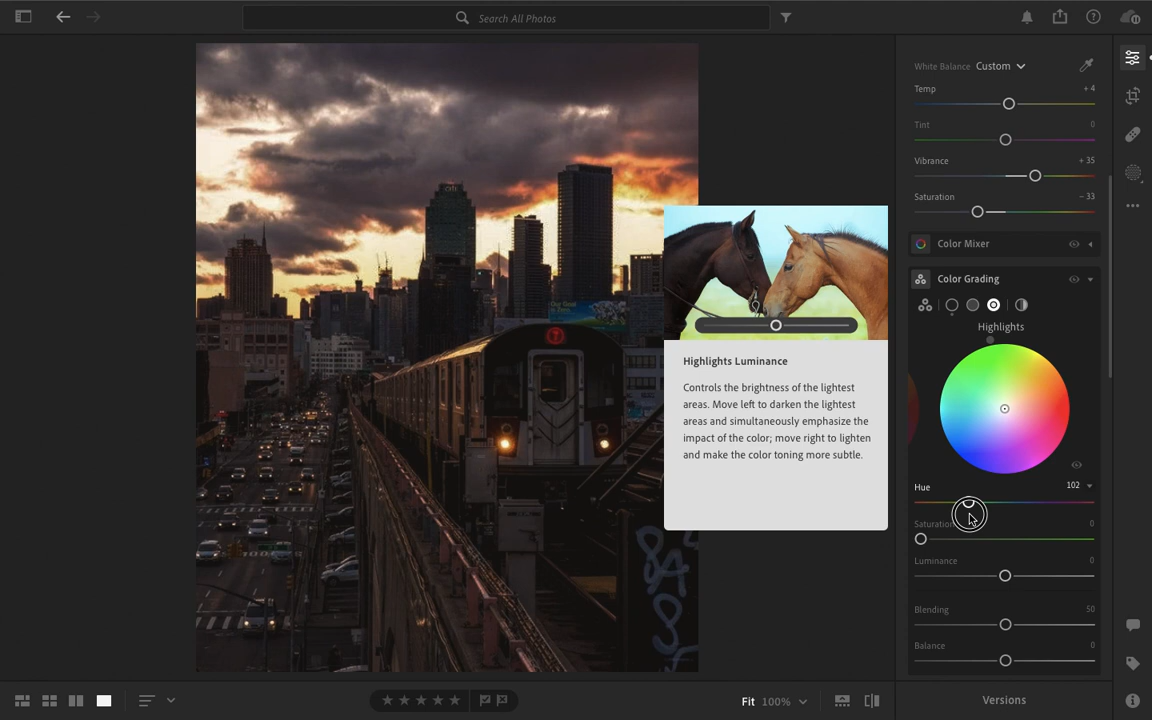 Search All Photos
White Balance Custom
Temp + 4
Tint 0
Vibrance + 35
Saturation − 33
Color Mixer
Color Grading
Highlights
Hue 102
Saturation 0
Luminance 0
Blending 50
Balance 0
Highlights Luminance
Controls the brightness of the lightest
areas. Move left to darken the lightest
areas and simultaneously emphasize the
impact of the color; move right to lighten
and make the color toning more subtle.
7
Fit 100%
Versions